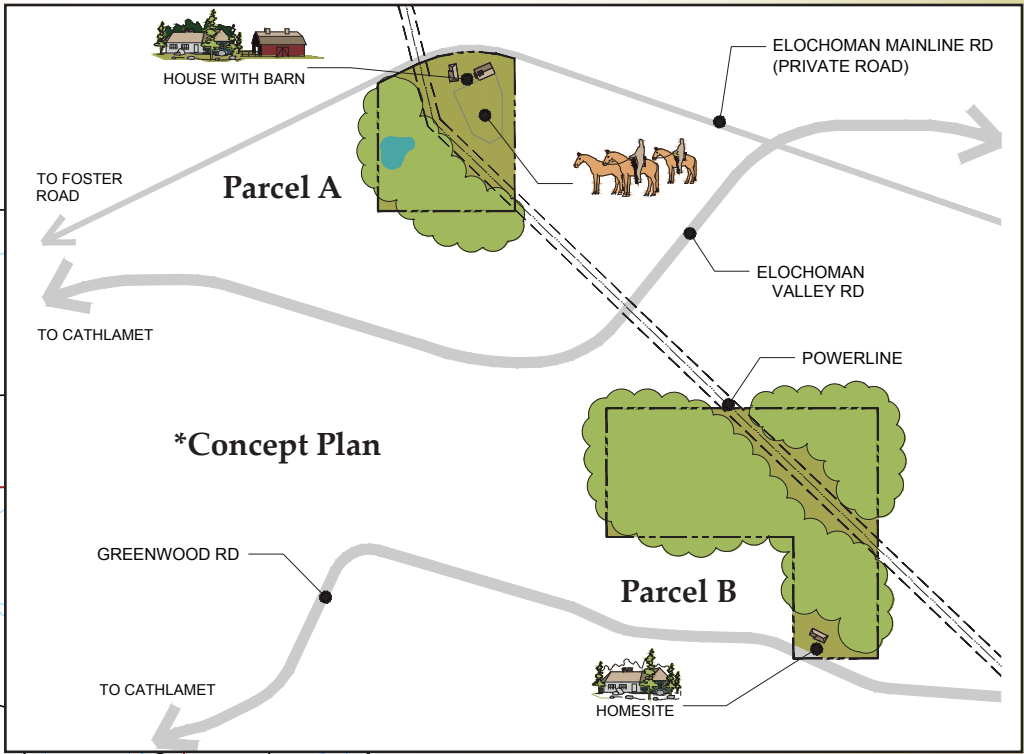 HOUSE WITH BARN
ELOCHOMAN MAINLINE RD
(PRIVATE ROAD)
TO FOSTER
ROAD
Parcel A
ELOCHOMAN
VALLEY RD
TO CATHLAMET
POWERLINE
*Concept Plan
GREENWOOD RD
Parcel B
TO CATHLAMET
HOMESITE